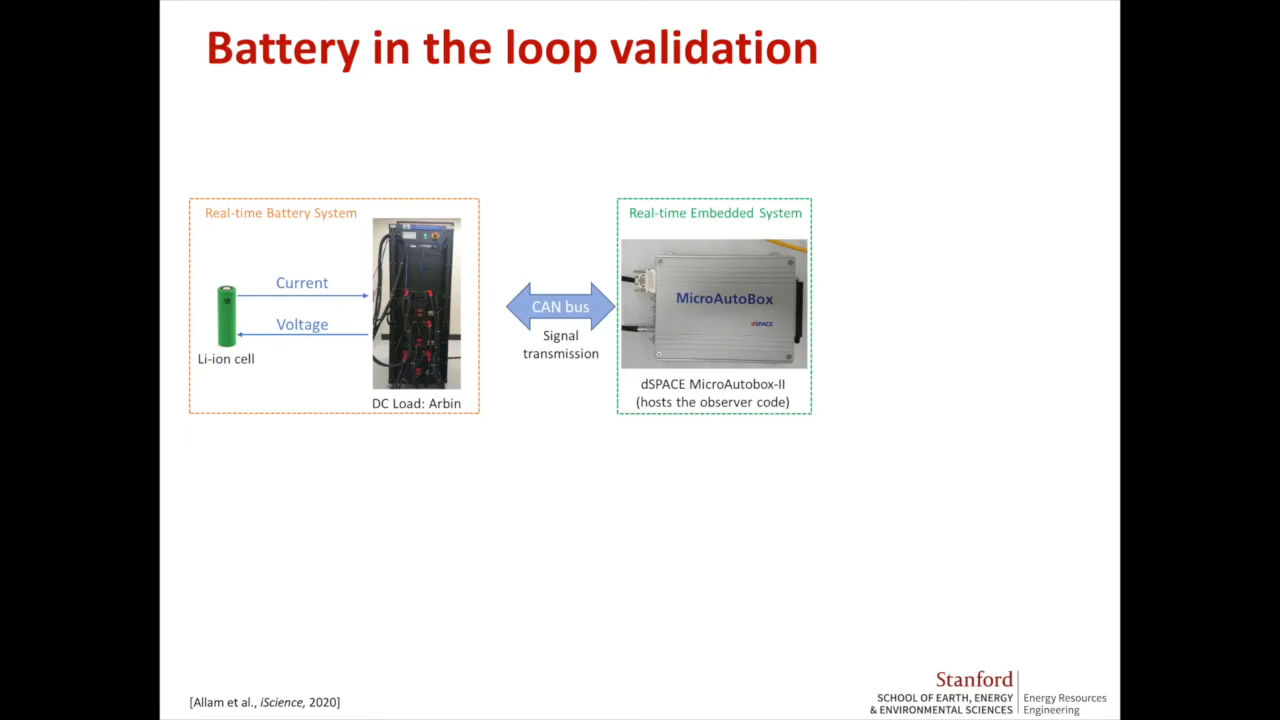 Battery in the loop validation
Real-time Battery System
Current
Voltage
Li-ion cell
DC Load: Arbin
CAN bus
Signal
transmission
Real-time Embedded System
MicroAutoBox
dSPACE
dSPACE MicroAutobox-II
(hosts the observer code)
[Allam et al., iScience, 2020]
Stanford
SCHOOL OF EARTH, ENERGY
& ENVIRONMENTAL SCIENCES
Energy Resources
Engineering